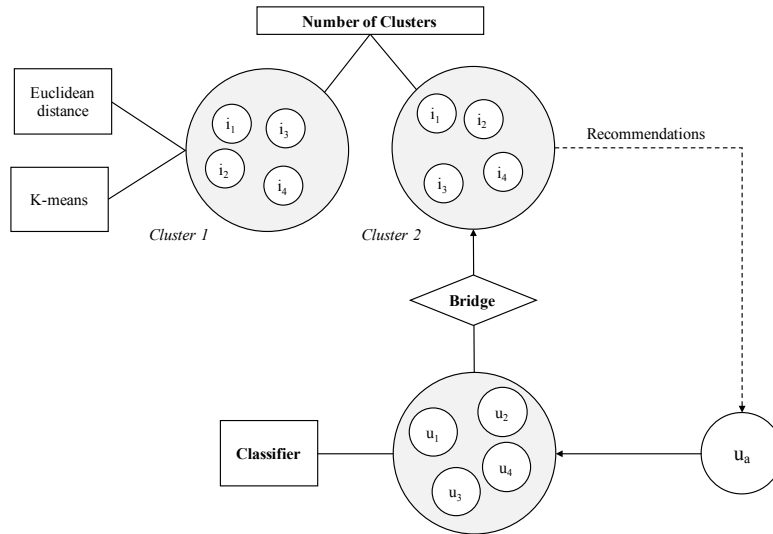 Number of Clusters
Euclidean
distance
K-means
i₁
i₃
i₂
i₄
Cluster 1
i₁
i₂
i₃
i₄
Cluster 2
Recommendations
Bridge
Classifier
u₁
u₂
u₃
u₄
uₐ